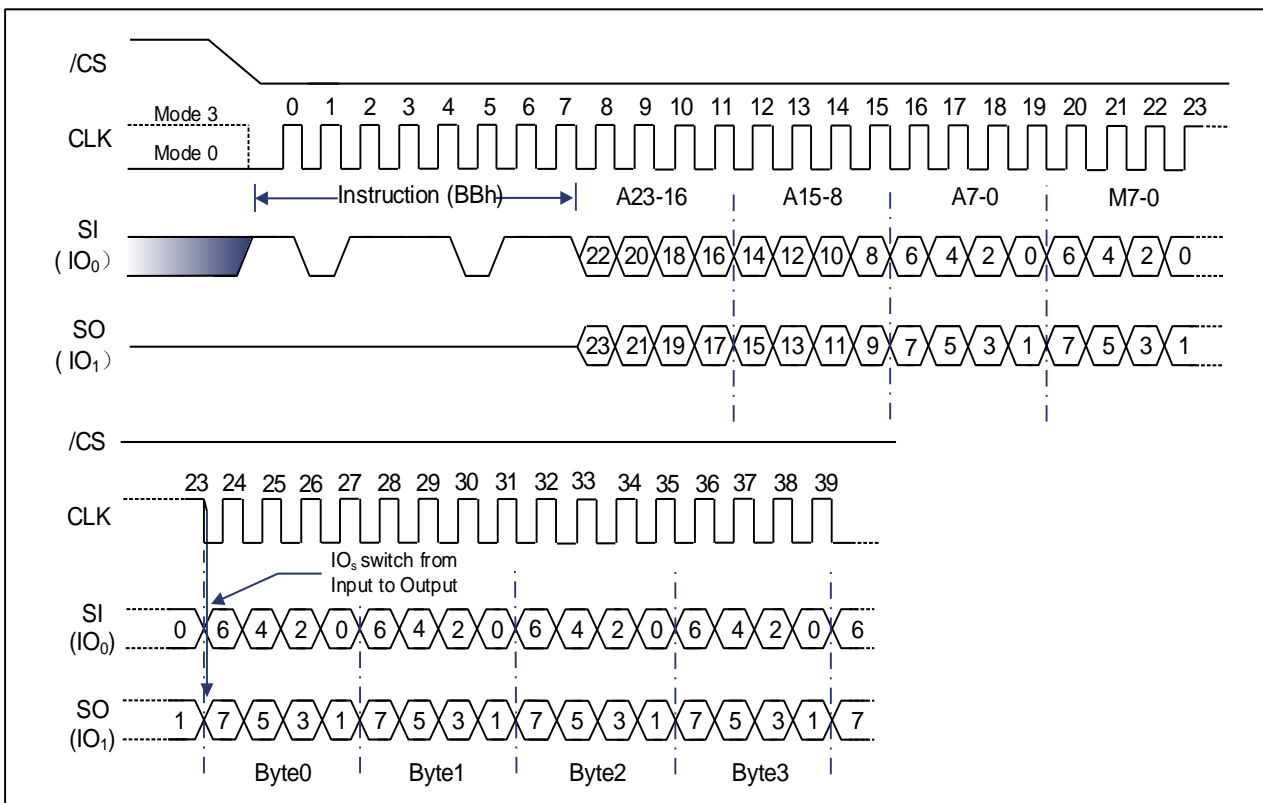 /CS
0 1 2 3 4 5 6 7 8 9 10 11 12 13 14 15 16 17 18 19 20 21 22 23
Mode 3
CLK
Mode 0
Instruction (BBh) A23-16 A15-8 A7-0 M7-0
SI
( IO0)
22 20 18 16 14 12 10 8 6 4 2 0 6 4 2 0
SO
( IO1)
23 21 19 17 15 13 11 9 7 5 3 1 7 5 3 1
/CS
23 24 25 26 27 28 29 30 31 32 33 34 35 36 37 38 39
CLK
IOs switch from
Input to Output
SI
(IO0)
0 6 4 2 0 6 4 2 0 6 4 2 0 6 4 2 0 6
SO
(IO1)
1 7 5 3 1 7 5 3 1 7 5 3 1 7 5 3 1 7
Byte0 Byte1 Byte2 Byte3